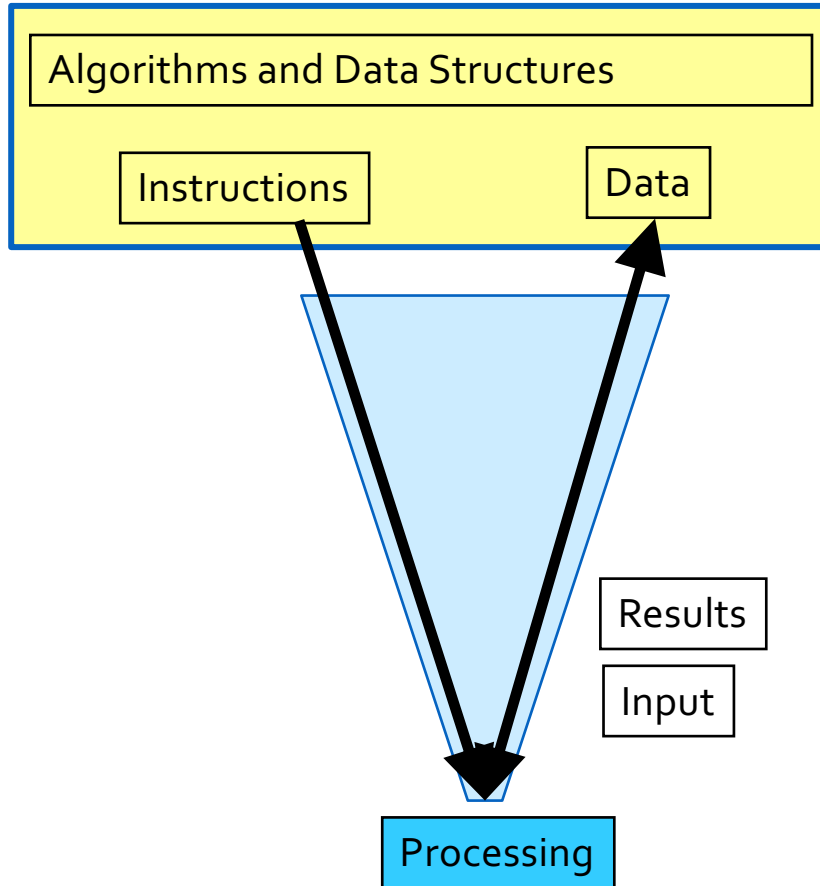 Algorithms and Data Structures
Instructions
Data
Results
Input
Processing